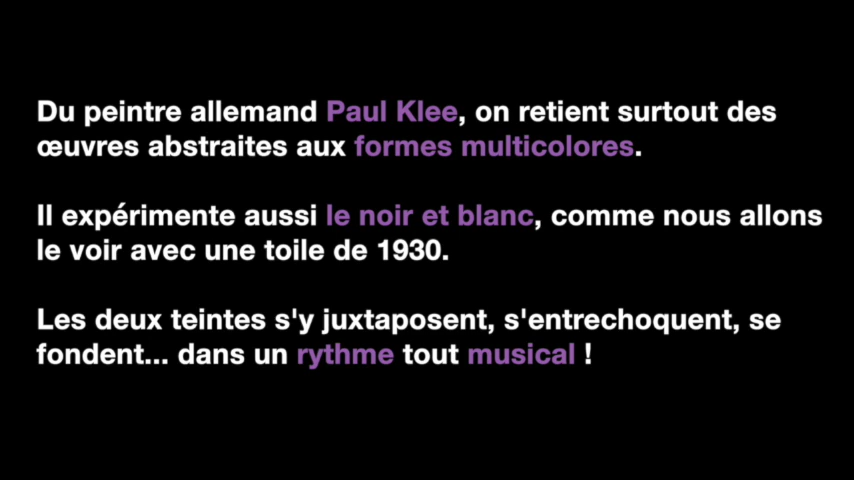 Du peintre allemand Paul Klee, on retient surtout des
œuvres abstraites aux formes multicolores.
Il expérimente aussi le noir et blanc, comme nous allons
le voir avec une toile de 1930.
Les deux teintes s'y juxtaposent, s'entrechoquent, se
fondent... dans un rythme tout musical !